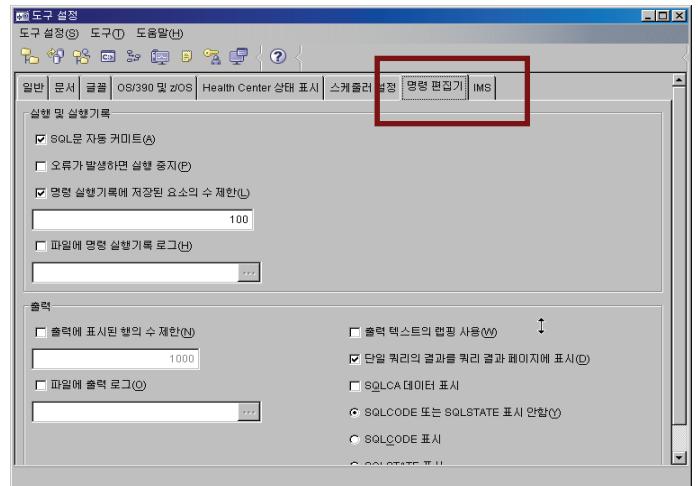 도구 설정
도구 설정(S) 도구(T) 도움말(H)
일반 문서 글꼴 OS/390 및 z/OS Health Center 상태 표시 스케줄러 설정 명령 편집기 IMS
실행 및 실행기록
SQL문 자동 커미트(A)
오류가 발생하면 실행 중지(P)
명령 실행기록에 저장된 요소의 수 제한(L)
100
파일에 명령 실행기록 로그(H)
...
출력
출력에 표시된 행의 수 제한(N)
1000
파일에 출력 로그(O)
...
출력 텍스트의 랩핑 사용(W)
단일 쿼리의 결과를 쿼리 결과 페이지에 표시(D)
SQLCA 데이터 표시
SQLCODE 또는 SQLSTATE 표시 안함(Y)
SQLCODE 표시
SQLSTATE 표시